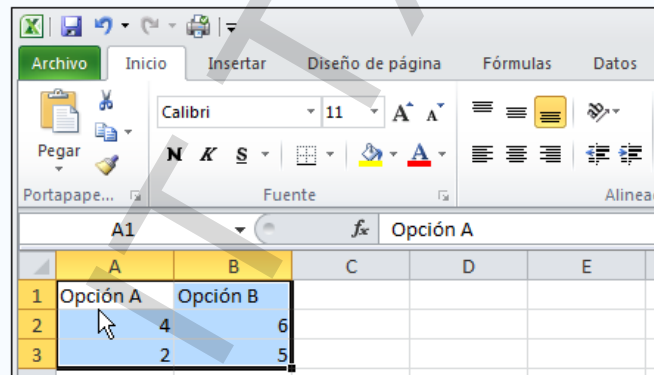 Archivo Inicio Insertar Diseño de página Fórmulas Datos
Calibri 11 A A
Pegar
N K S A
Portapape... Fuente Alinea
A1 fx Opción A
A B C D E
1 Opción A Opción B
2 4 6
3 2 5